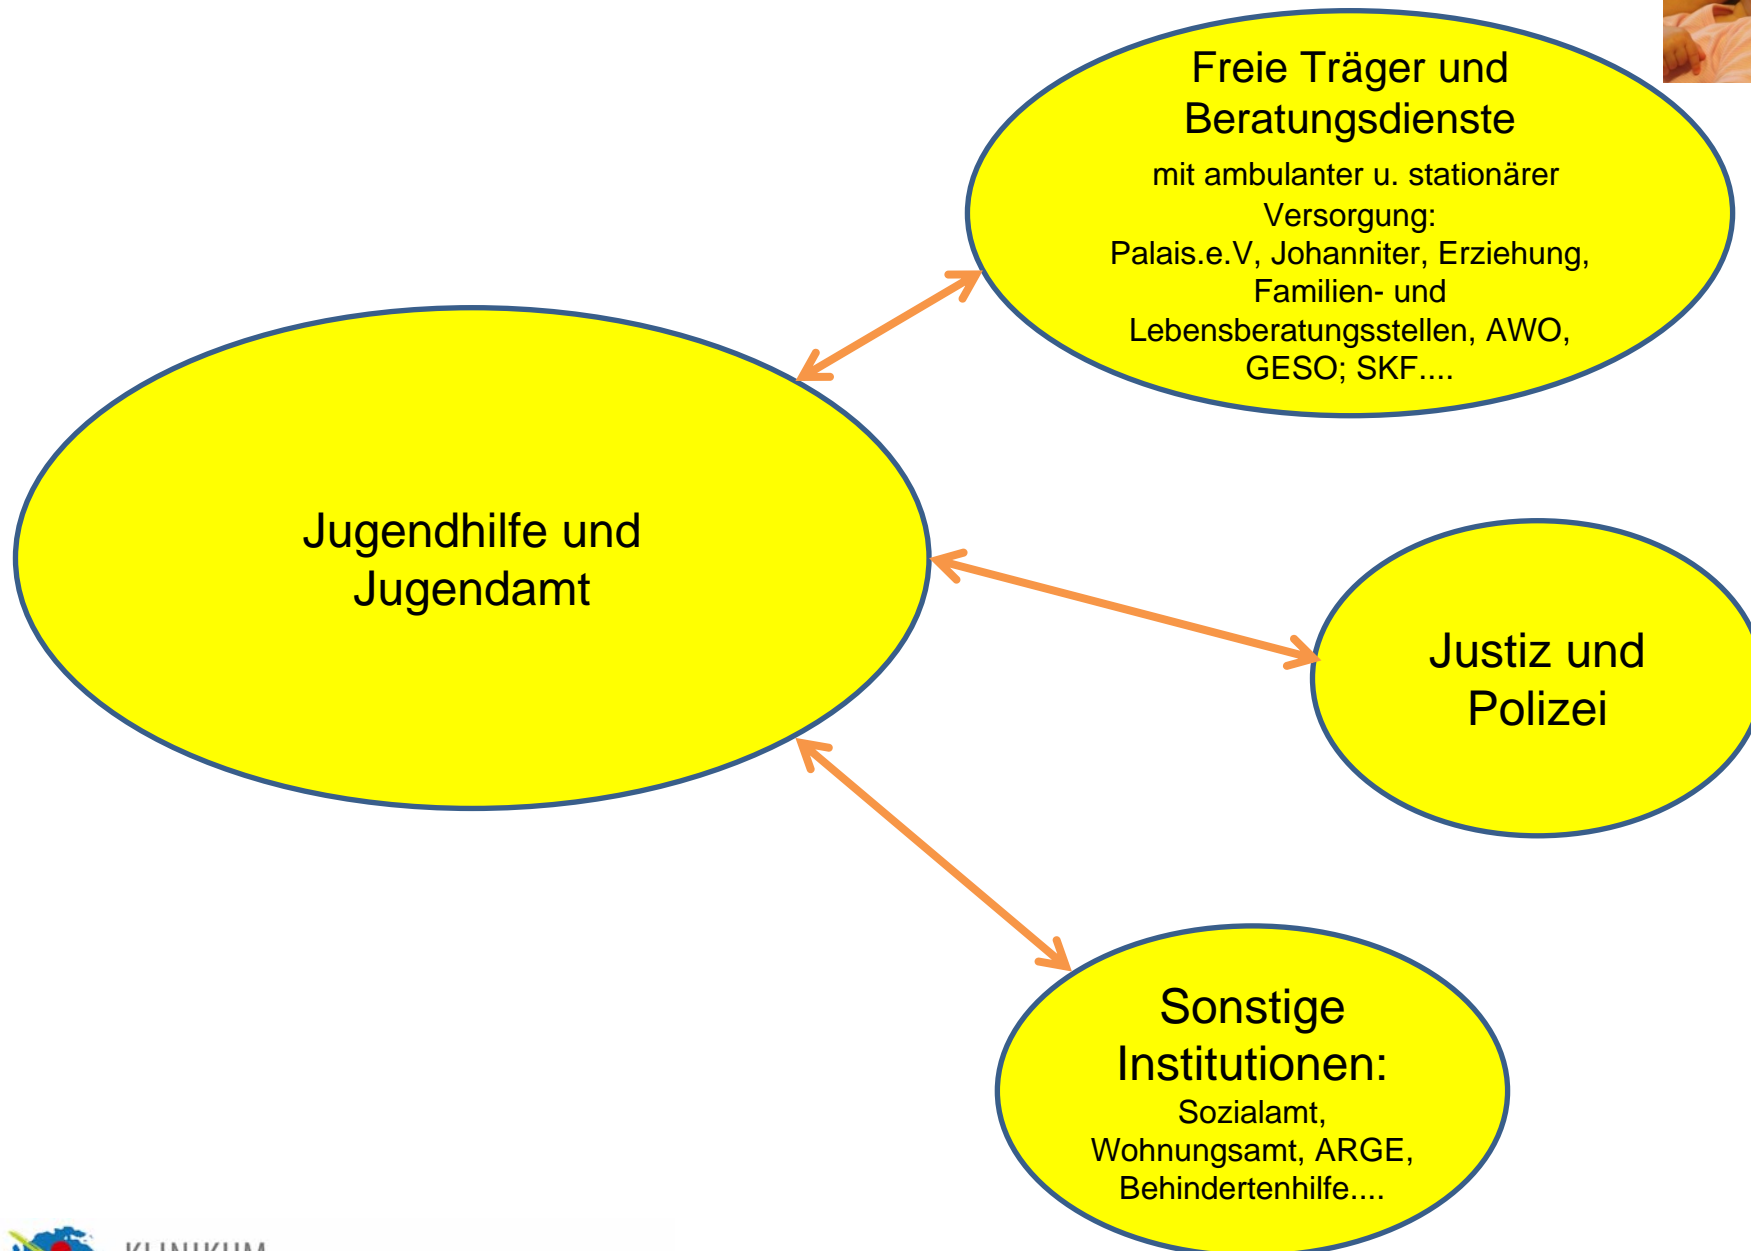 Freie Träger und
Beratungsdienste
mit ambulanter u. stationärer
Versorgung:
Palais.e.V, Johanniter, Erziehung,
Familien- und
Lebensberatungsstellen, AWO,
GESO; SKF....
Jugendhilfe und
Jugendamt
Justiz und
Polizei
Sonstige
Institutionen:
Sozialamt,
Wohnungsamt, ARGE,
Behindertenhilfe....
KLINIKUM